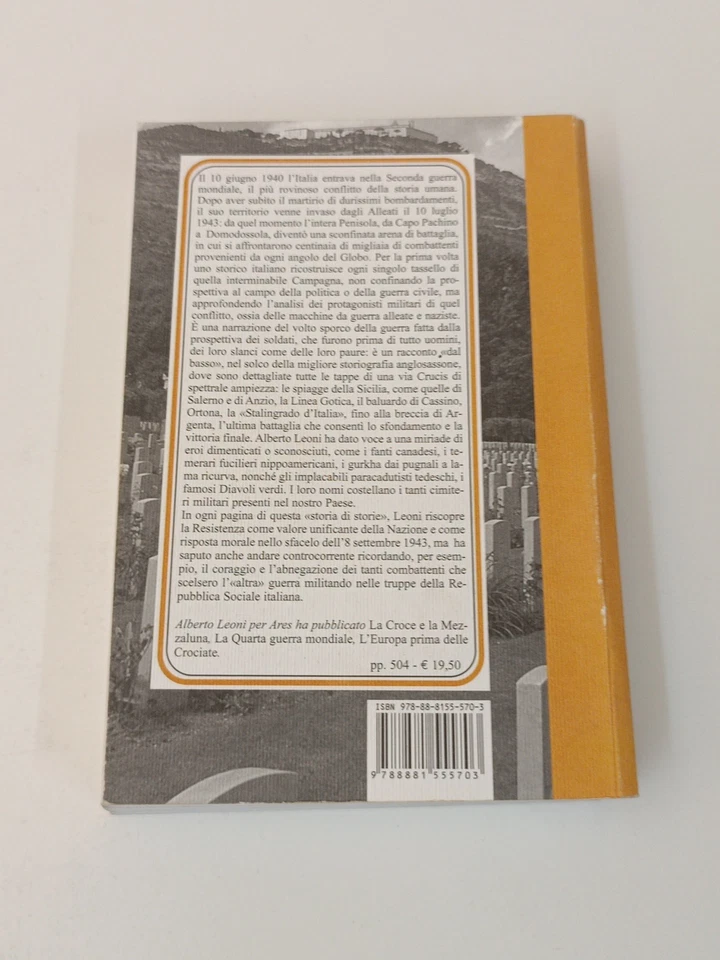 Il 10 giugno 1940 l'Italia entrava nella Seconda guerra
mondiale, il più rovinoso conflitto della storia umana.
Dopo aver subìto il martirio di durissimi bombardamenti,
il suo territorio venne invaso dagli Alleati il 10 luglio
1943: da quel momento l'intera Penisola, da Capo Pachino
a Domodossola, diventò una sconfinata arena di battaglia,
in cui si affrontarono centinaia di migliaia di combattenti
provenienti da ogni angolo del Globo. Per la prima volta
uno storico italiano ricostruisce ogni singolo tassello di
quella interminabile Campagna, non confinando la pro-
spettiva al campo della politica o della guerra civile, ma
approfondendo l'analisi dei protagonisti militari di quel
conflitto, ossia delle macchine da guerra alleate e naziste.
È una narrazione del volto sporco della guerra fatta dalla
prospettiva dei soldati, che furono prima di tutto uomini,
dei loro slanci come delle loro paure: è un racconto «dal
basso», nel solco della migliore storiografia anglosassone,
dove sono dettagliate tutte le tappe di una via Crucis di
spettrale ampiezza: le spiagge della Sicilia, come quelle di
Salerno e di Anzio, la Linea Gotica, il baluardo di Cassino,
Ortona, la «Stalingrado d'Italia», fino alla breccia di Ar-
genta, l'ultima battaglia che consentì lo sfondamento e la
vittoria finale. Alberto Leoni ha dato voce a una miriade di
eroi dimenticati o sconosciuti, come i fanti canadesi, i te-
merari fucilieri nippoamericani, i gurkha dai pugnali a la-
ma ricurva, nonché gli implacabili paracadutisti tedeschi, i
famosi Diavoli verdi. I loro nomi costellano i tanti cimite-
ri militari presenti nel nostro Paese.
In ogni pagina di questa «storia di storie», Leoni riscopre
la Resistenza come valore unificante della Nazione e come
risposta morale nello sfacelo dell'8 settembre 1943, ma ha
saputo anche andare controcorrente ricordando, per esem-
pio, il coraggio e l'abnegazione dei tanti combattenti che
scelsero l'«altra» guerra militando nelle truppe della Re-
pubblica Sociale italiana.
Alberto Leoni per Ares ha pubblicato La Croce e la Mez-
zaluna, La Quarta guerra mondiale, L'Europa prima delle
Crociate.
pp. 504 - € 19,50
ISBN 978-88-8155-570-3
9 788881 555703